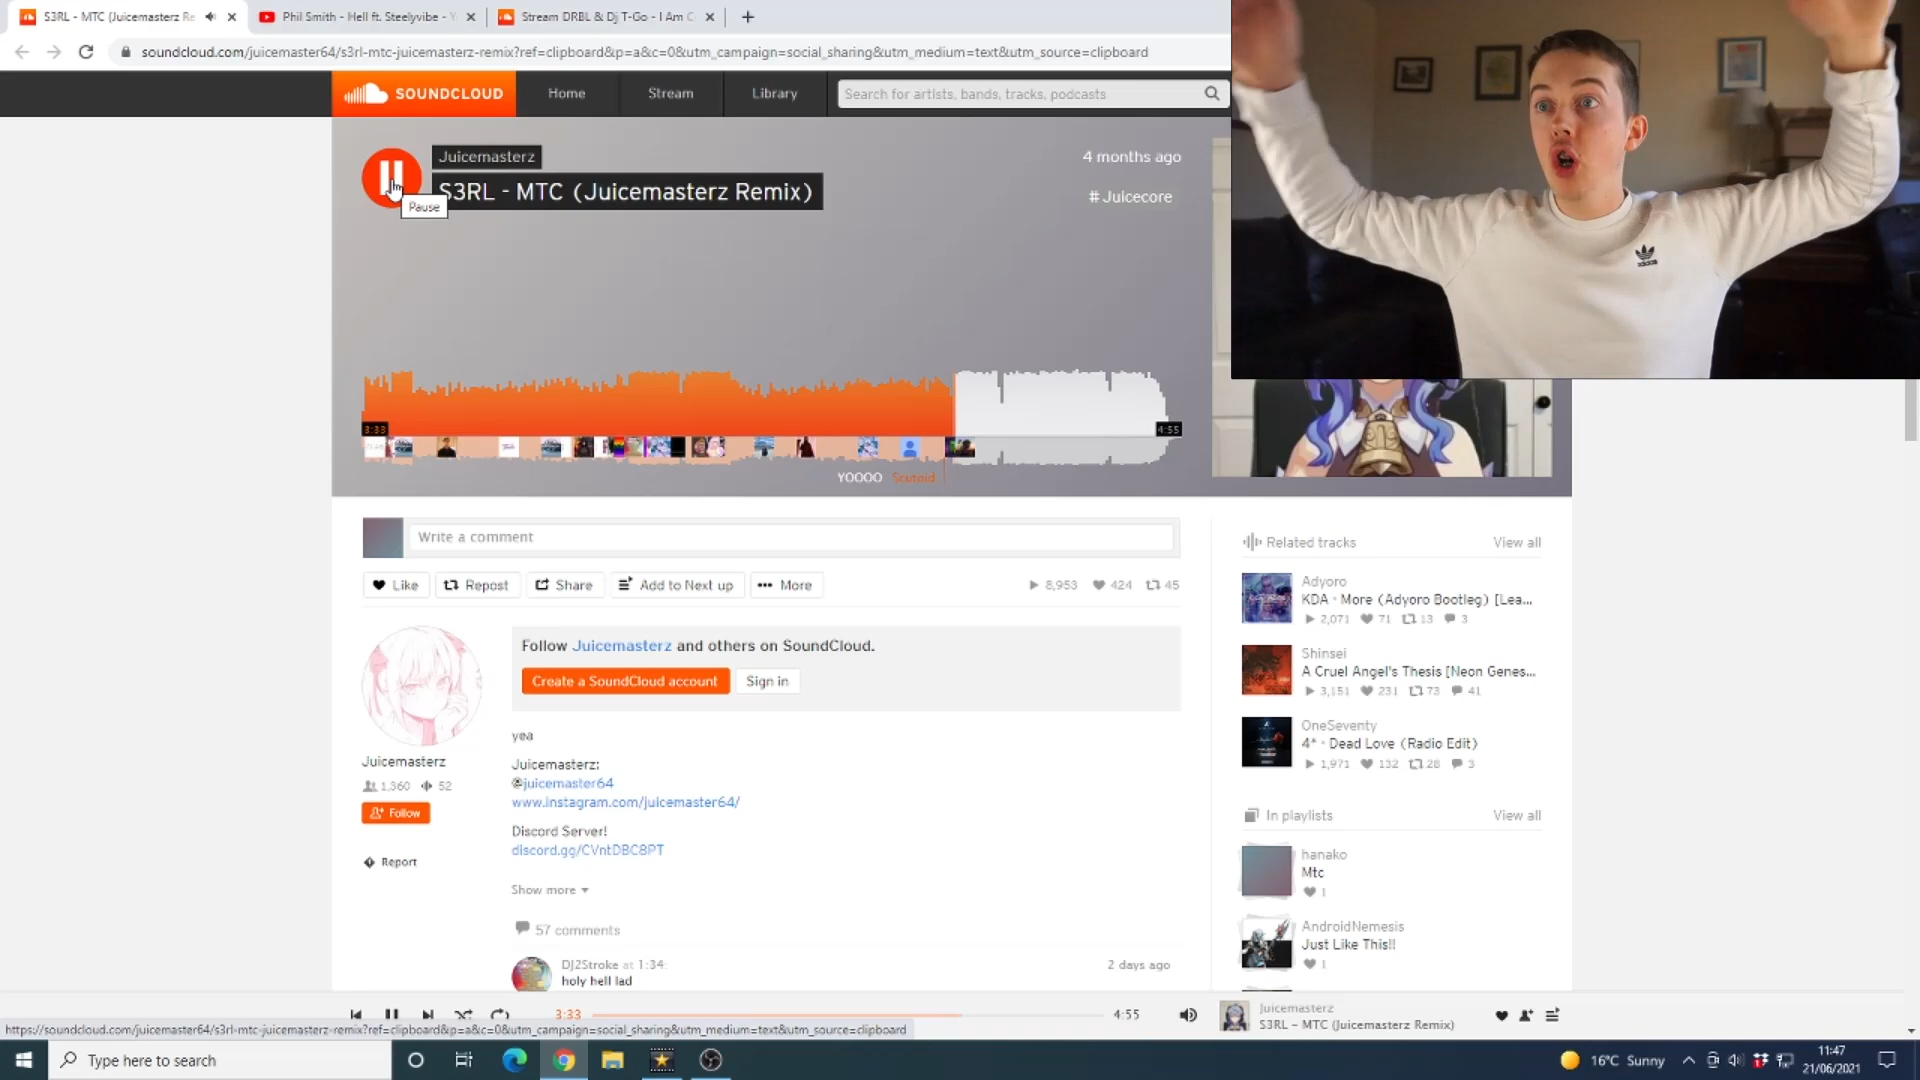 S3RL - MTC (Juicemasterz Re
Phil Smith - Hell ft. Steelyvibe - Y
Stream DRBL & Dj T-Go - I Am C
soundcloud.com/juicemaster64/s3rl-mtc-juicemasterz-remix?ref=clipboard&p=a&c=0&utm_campaign=social_sharing&utm_medium=text&utm_source=clipboard
SOUNDCLOUD
Home
Stream
Library
Search for artists, bands, tracks, podcasts
Juicemasterz
4 months ago
S3RL - MTC (Juicemasterz Remix)
# Juicecore
Pause
adidas
3:33
4:55
YOOOO Scutoid
Write a comment
Like
Repost
Share
Add to Next up
More
8,953
424
45
Related tracks
View all
Adyoro
KDA - More (Adyoro Bootleg) [Lea...
2,071
71
13
3
Shinsei
A Cruel Angel's Thesis [Neon Genes...
3,151
231
73
41
OneSeventy
4* - Dead Love (Radio Edit)
1,971
132
28
3
Follow Juicemasterz and others on SoundCloud.
Create a SoundCloud account
Sign in
Juicemasterz
1,360
52
Follow
Report
yea
Juicemasterz:
@juicemaster64
www.instagram.com/juicemaster64/
Discord Server!
discord.gg/CVntDBC8PT
Show more
In playlists
View all
hanako
Mtc
1
AndroidNemesis
Just Like This!!
1
57 comments
DJ2Stroke at 1:34:
2 days ago
holy hell lad
3:33
4:55
Juicemasterz
S3RL - MTC (Juicemasterz Remix)
https://soundcloud.com/juicemaster64/s3rl-mtc-juicemasterz-remix?ref=clipboard&p=a&c=0&utm_campaign=social_sharing&utm_medium=text&utm_source=clipboard
Type here to search
16°C Sunny
11:47
21/06/2021